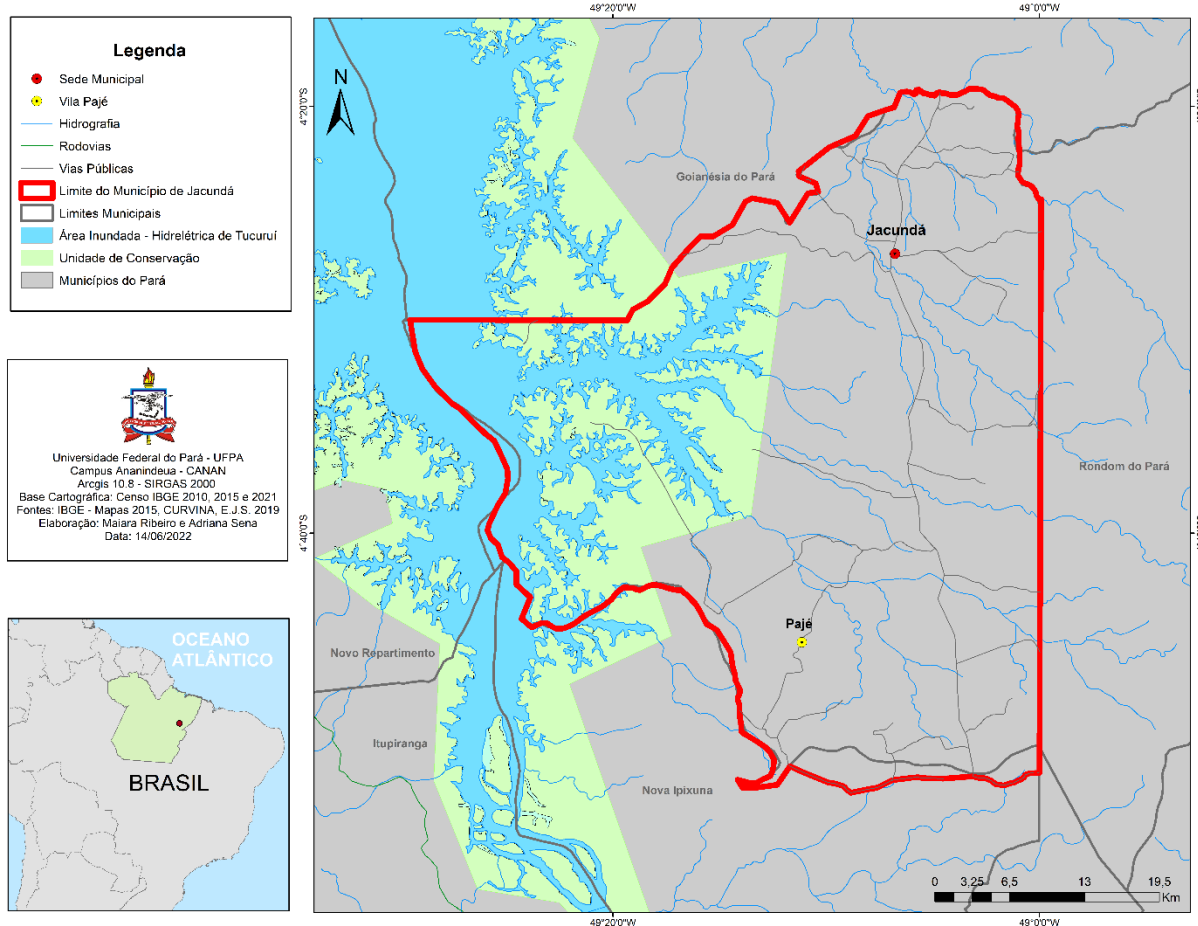 Legenda
Sede Municipal
Vila Pajé
Hidrografia
Rodovias
Vias Públicas
Limite do Município de Jacundá
Limites Municipais
Área Inundada - Hidrelétrica de Tucuruí
Unidade de Conservação
Municípios do Pará
Universidade Federal do Pará - UFPA
Campus Ananindeua - CANAN
Arcgis 10.8 - SIRGAS 2000
Base Cartográfica: Censo IBGE 2010, 2015 e 2021
Fontes: IBGE - Mapas 2015, CURVINA, E.J.S. 2019
Elaboração: Maiara Ribeiro e Adriana Sena
Data: 14/06/2022
OCEANO
ATLÂNTICO
BRASIL
49°20'0"W
49°0'0"W
4°20'0"S
N
Goianésia do Pará
Jacundá
Rondom do Pará
4°40'0"S
Pajé
Novo Repartimento
Itupiranga
Nova Ipixuna
0 3,25 6,5 13 19,5
Km
49°20'0"W
49°0'0"W